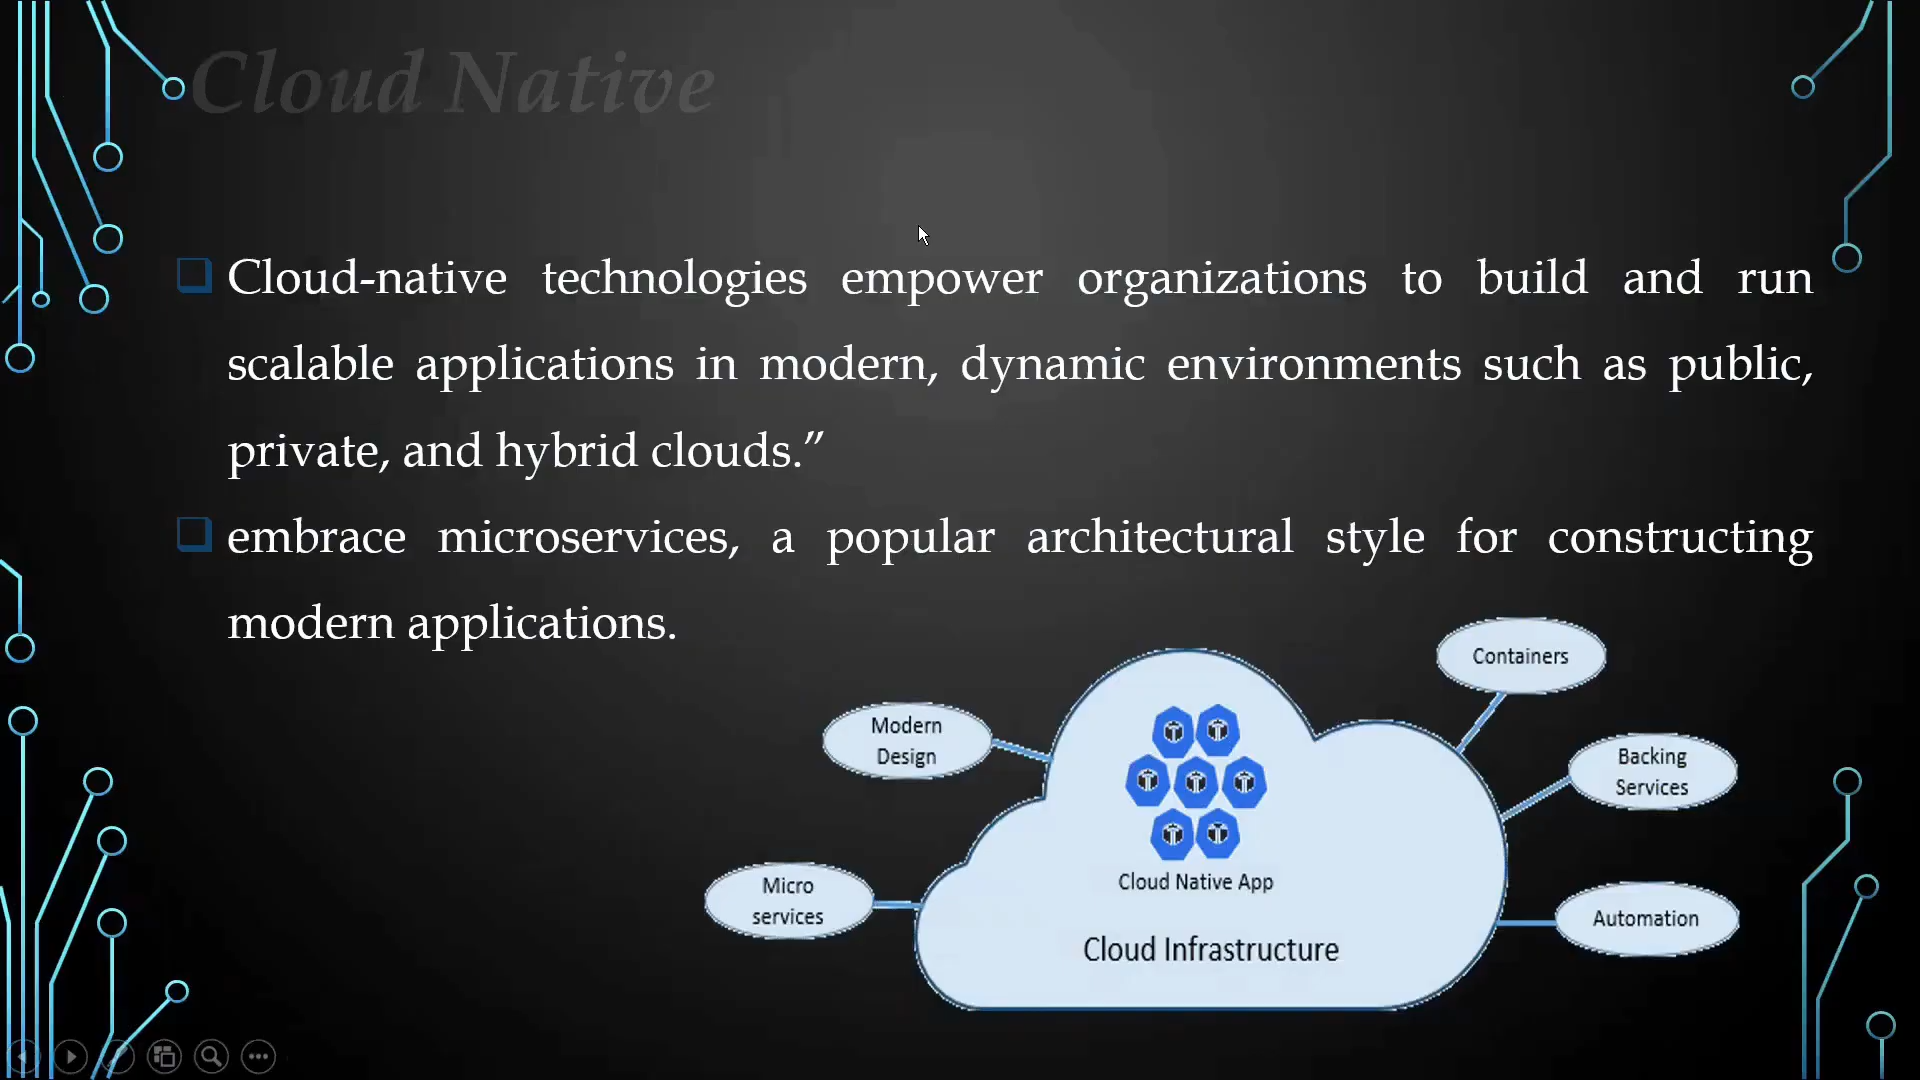 Cloud Native
Cloud-native technologies empower organizations to build and run
scalable applications in modern, dynamic environments such as public,
private, and hybrid clouds.”
embrace microservices, a popular architectural style for constructing
modern applications.
Containers
Modern
Design
Backing
Services
Micro
services
Cloud Native App
Automation
Cloud Infrastructure